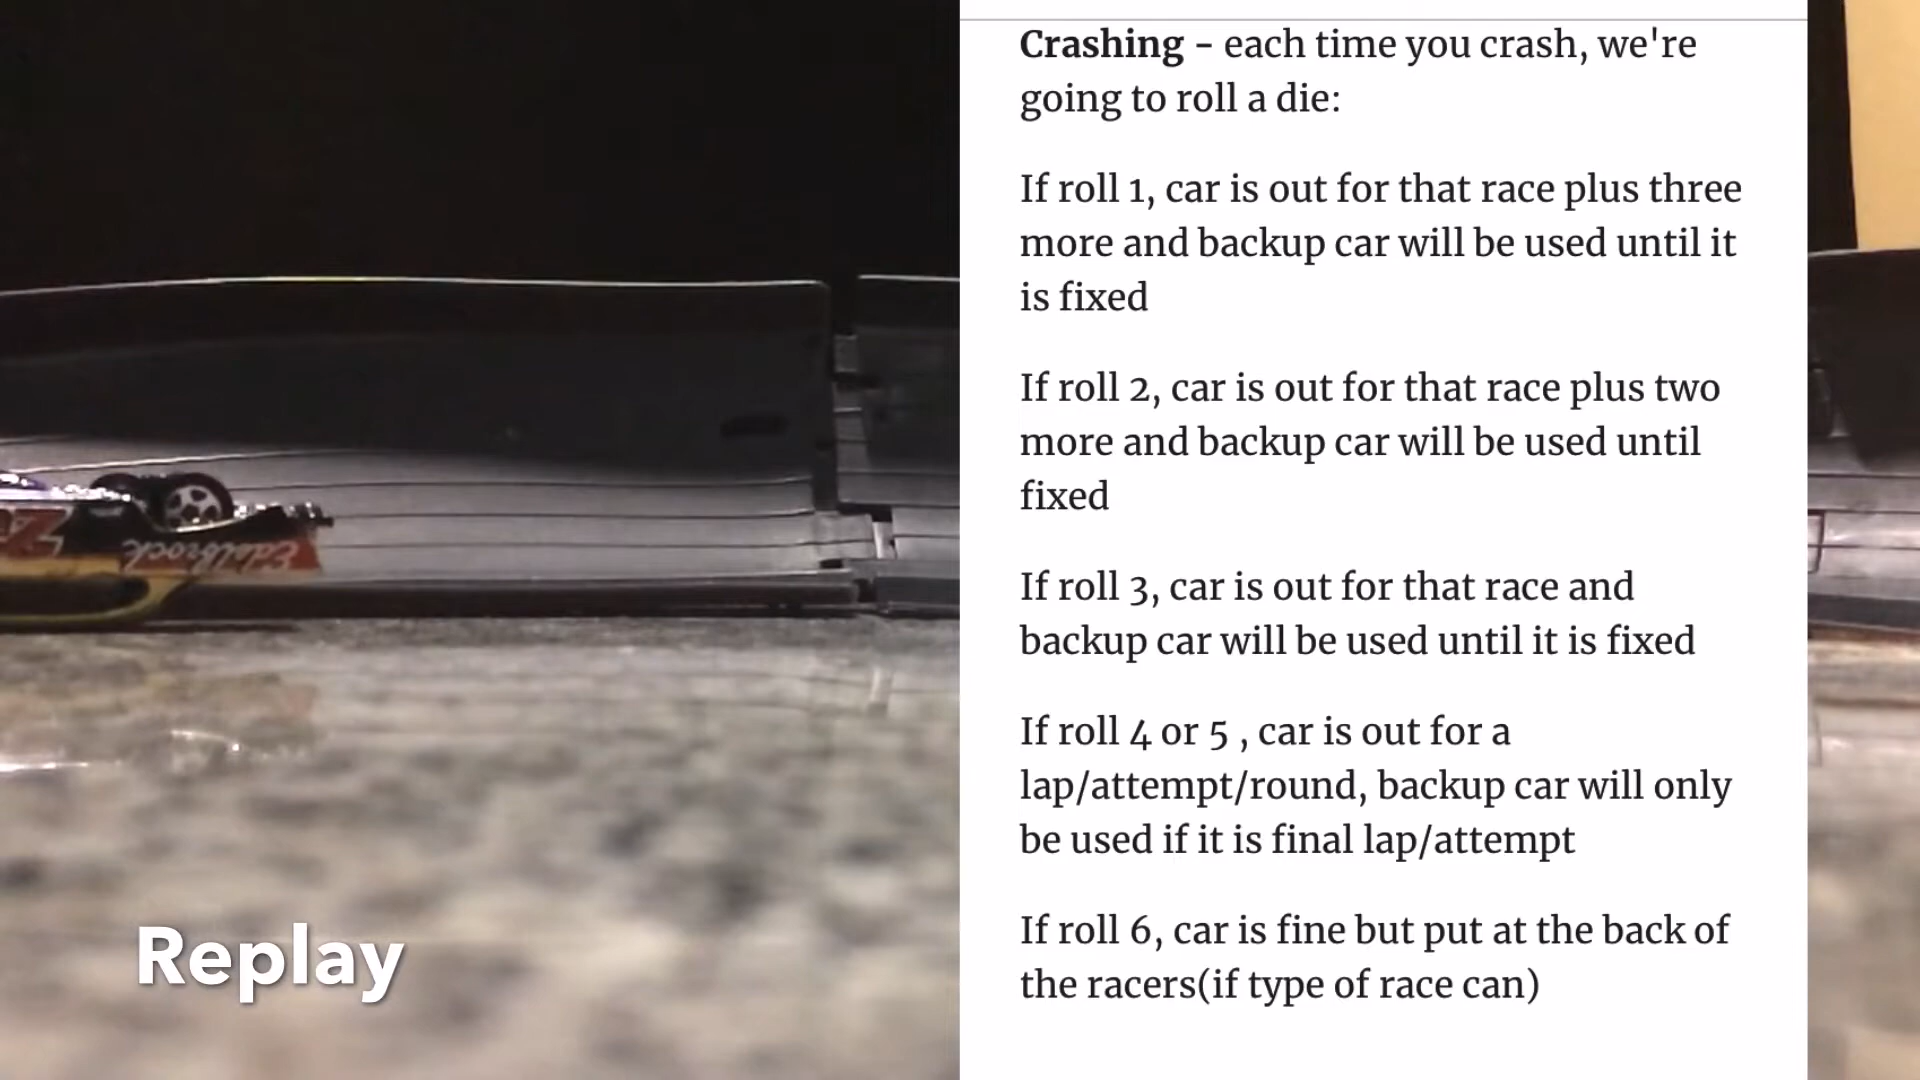 Crashing - each time you crash, we're
going to roll a die:
If roll 1, car is out for that race plus three
more and backup car will be used until it
is fixed
If roll 2, car is out for that race plus two
more and backup car will be used until
fixed
If roll 3, car is out for that race and
backup car will be used until it is fixed
If roll 4 or 5 , car is out for a
lap/attempt/round, backup car will only
be used if it is final lap/attempt
If roll 6, car is fine but put at the back of
the racers(if type of race can)
Edelbrock
Replay